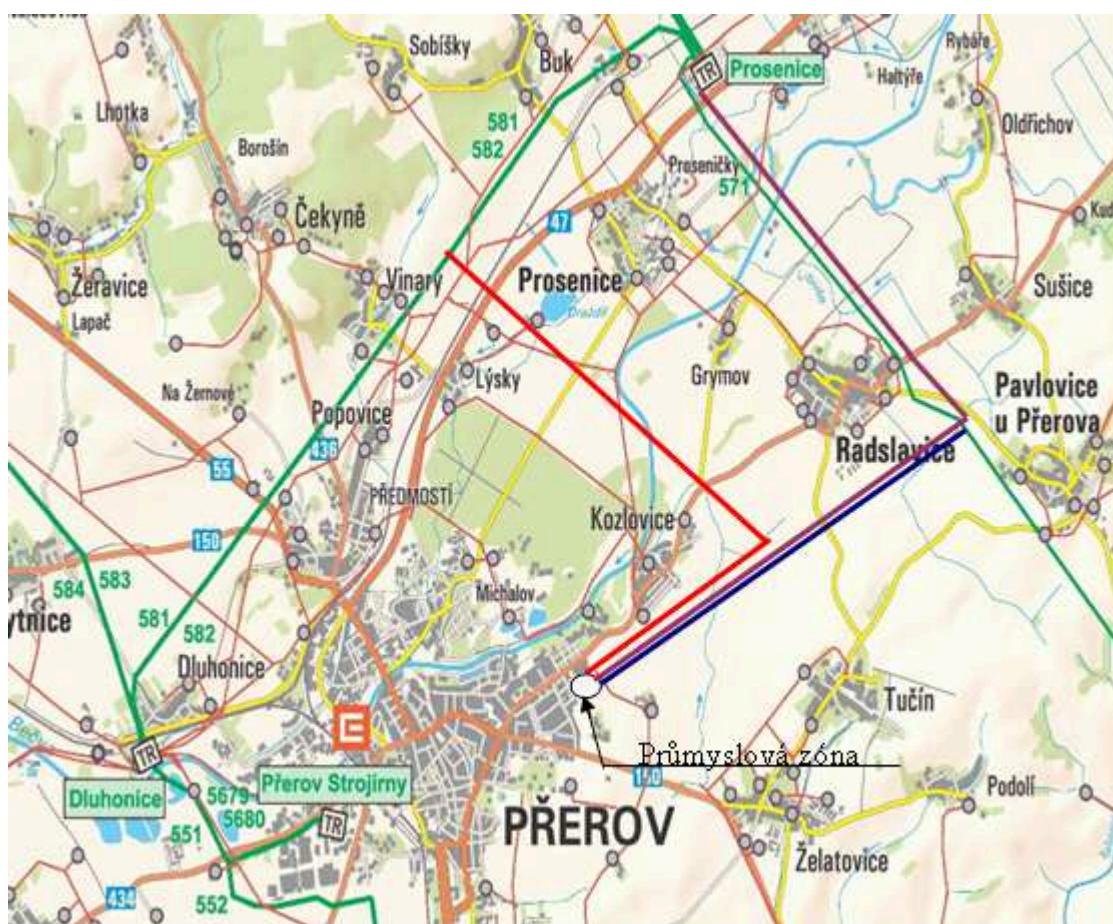 Sobíšky
Buk
TR
Prosenice
Rybáře
Haltýře
Lhotka
Borošín
581
582
Oldřichov
Proseničky
571
Čekyně
47
Žeravice
Vinary
Prosenice
Sušice
Lapač
Lýsky
Grymov
Na Žernové
Popovice
Pavlovice
u Přerova
436
55
Radslavice
PŘEDMOSTÍ
Kozlovice
150
584
583
Michalov
ytnice
581
582
Dluhonice
Tučín
TR
Průmyslová zóna
150
Dluhonice
Přerov Strojirny
Podolí
5679
5680
TR
551
PŘEROV
Želatovice
434
552